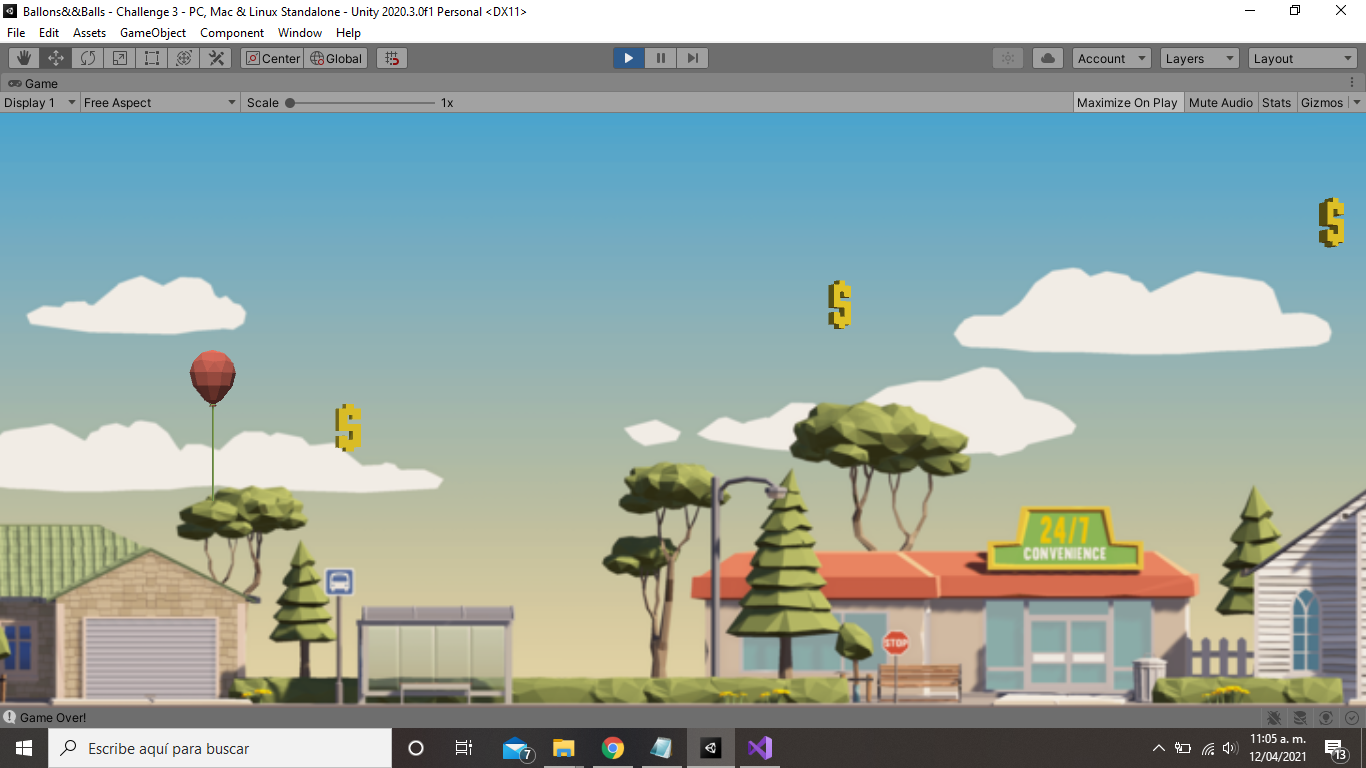 Ballons&&Balls - Challenge 3 - PC, Mac & Linux Standalone - Unity 2020.3.0f1 Personal <DX11>
File Edit Assets GameObject Component Window Help
Center Global Account Layers Layout
Game
Display 1 Free Aspect Scale 1x Maximize On Play Mute Audio Stats Gizmos
$
$
$
24/7
CONVENIENCE
STOP
Game Over!
Escribe aquí para buscar
7
11:05 a. m.
12/04/2021
13